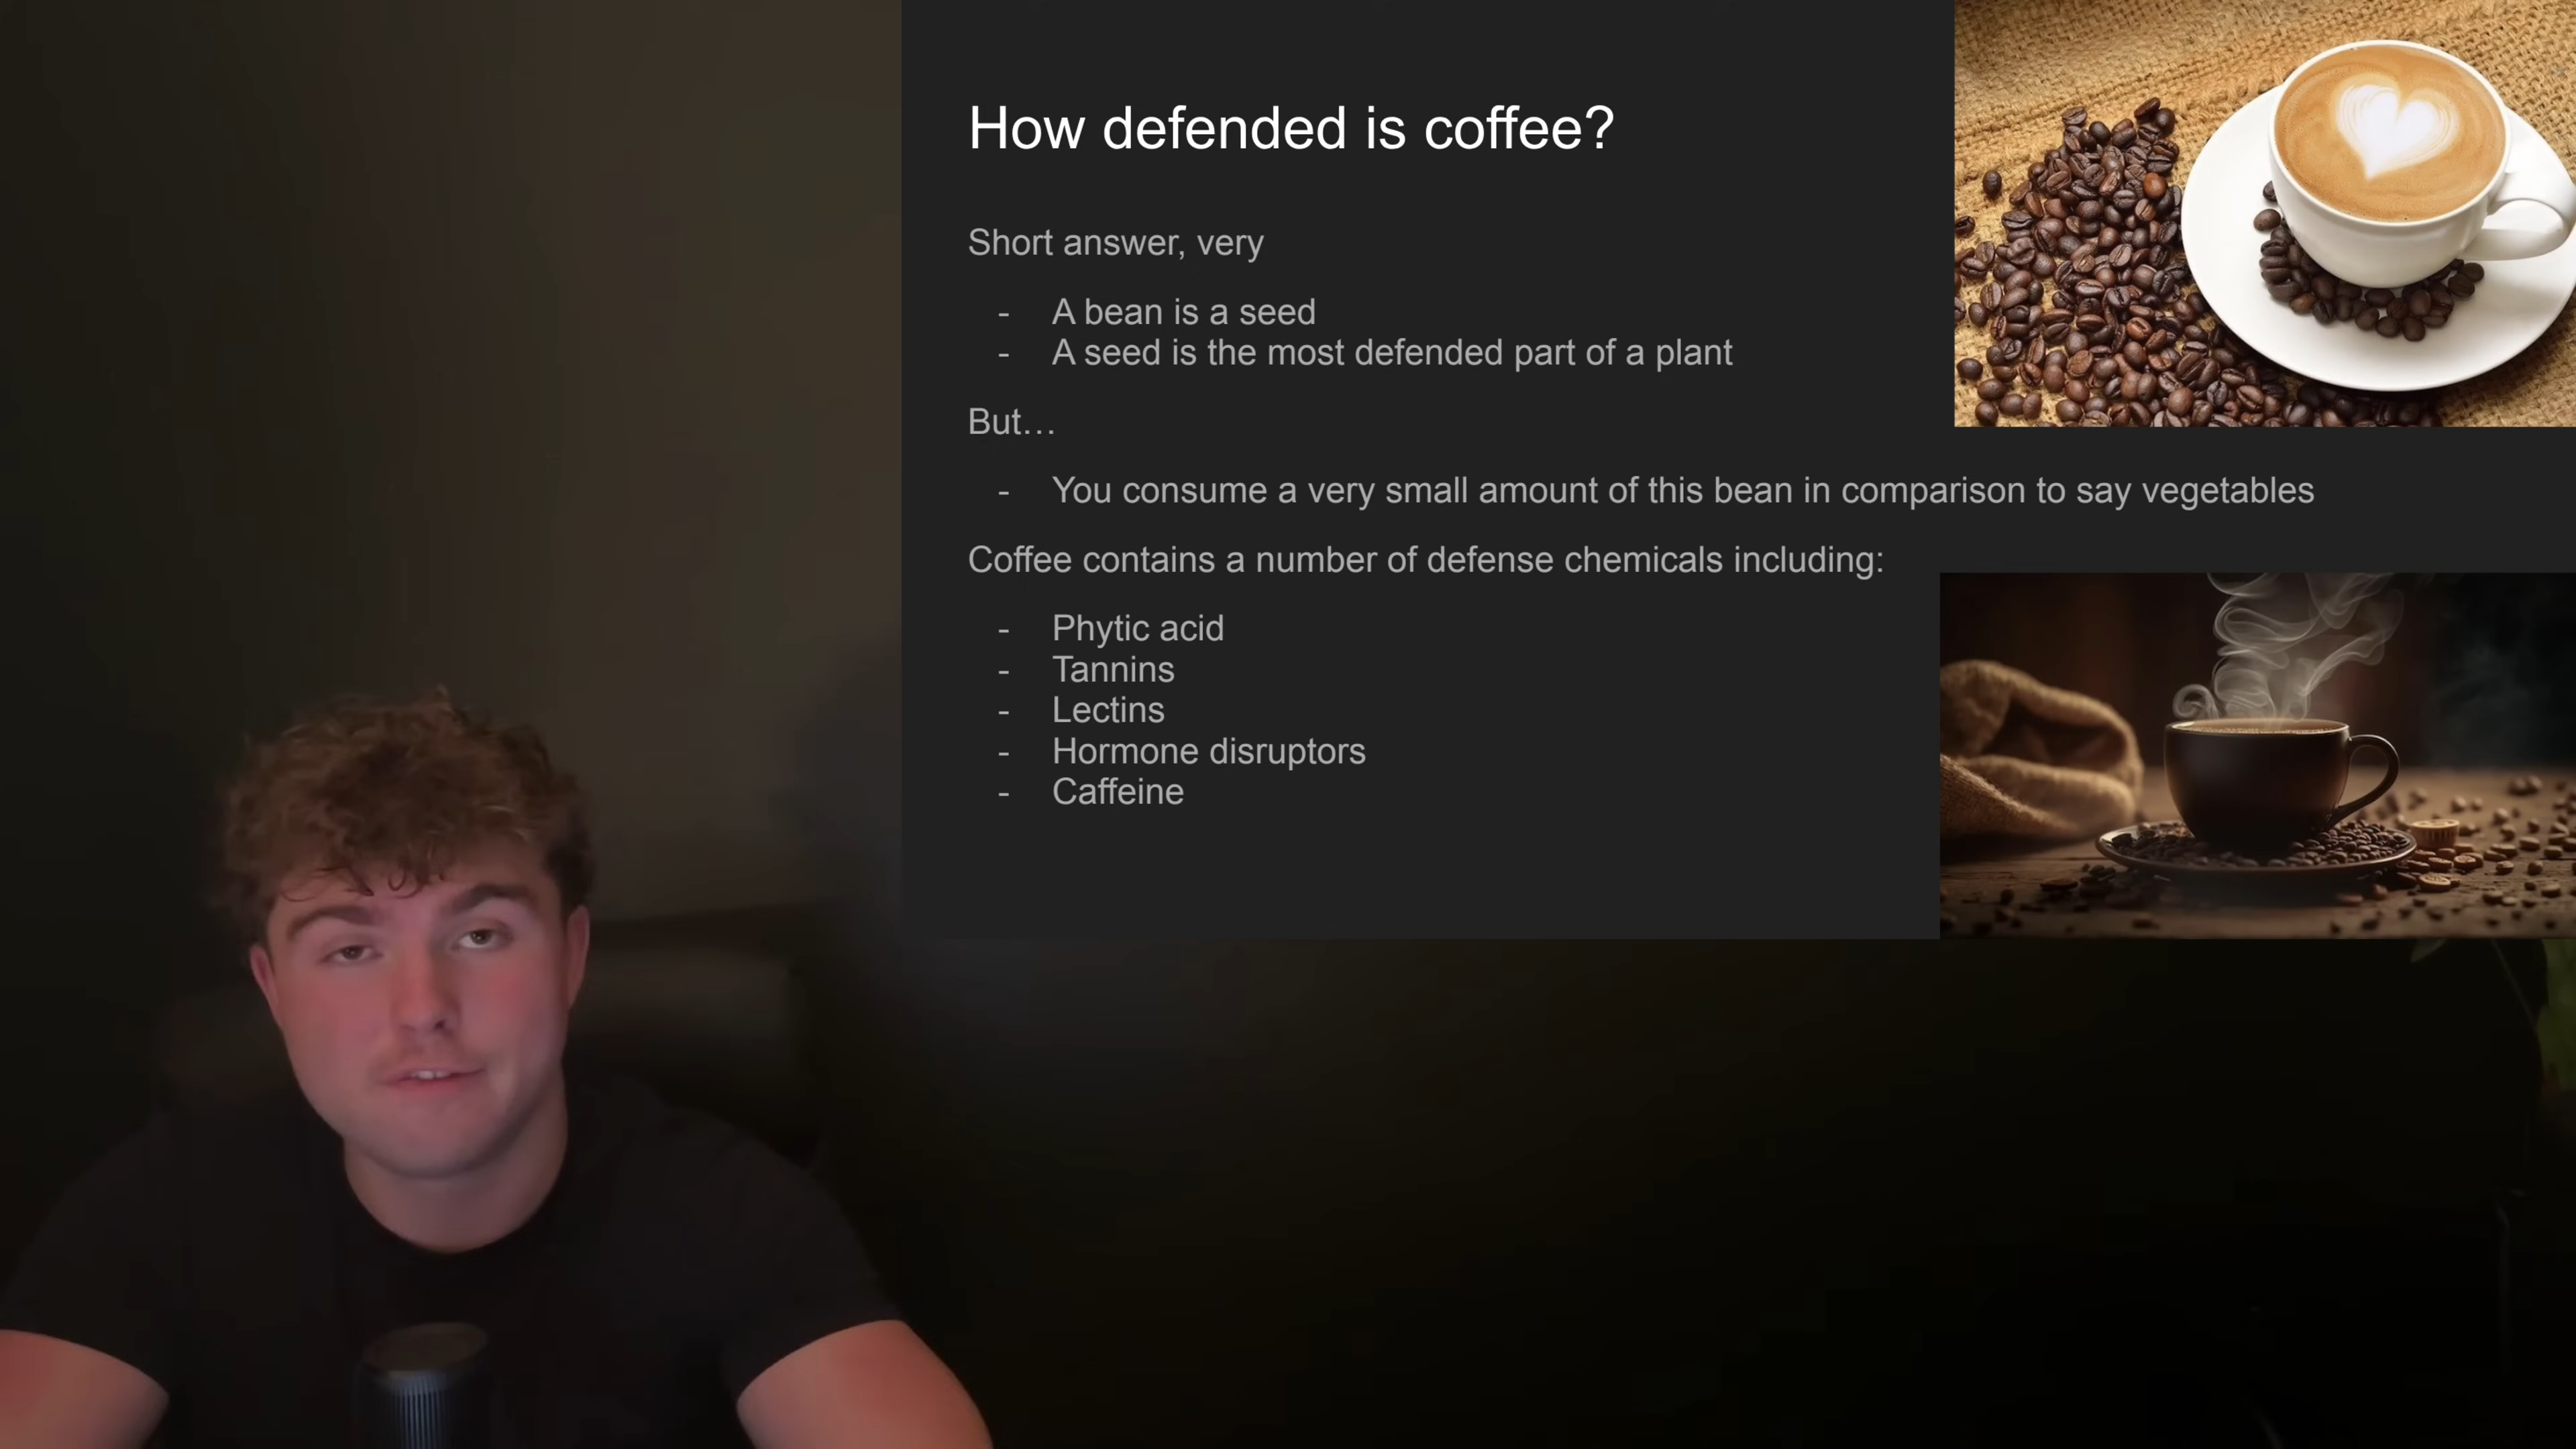 How defended is coffee?
Short answer, very
- A bean is a seed
- A seed is the most defended part of a plant
But…
- You consume a very small amount of this bean in comparison to say vegetables
Coffee contains a number of defense chemicals including:
- Phytic acid
- Tannins
- Lectins
- Hormone disruptors
- Caffeine